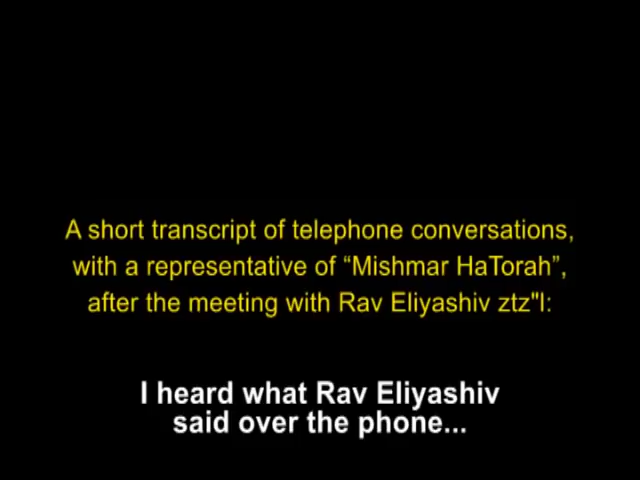 A short transcript of telephone conversations,
with a representative of “Mishmar HaTorah”,
after the meeting with Rav Eliyashiv ztz"l:
I heard what Rav Eliyashiv
said over the phone...